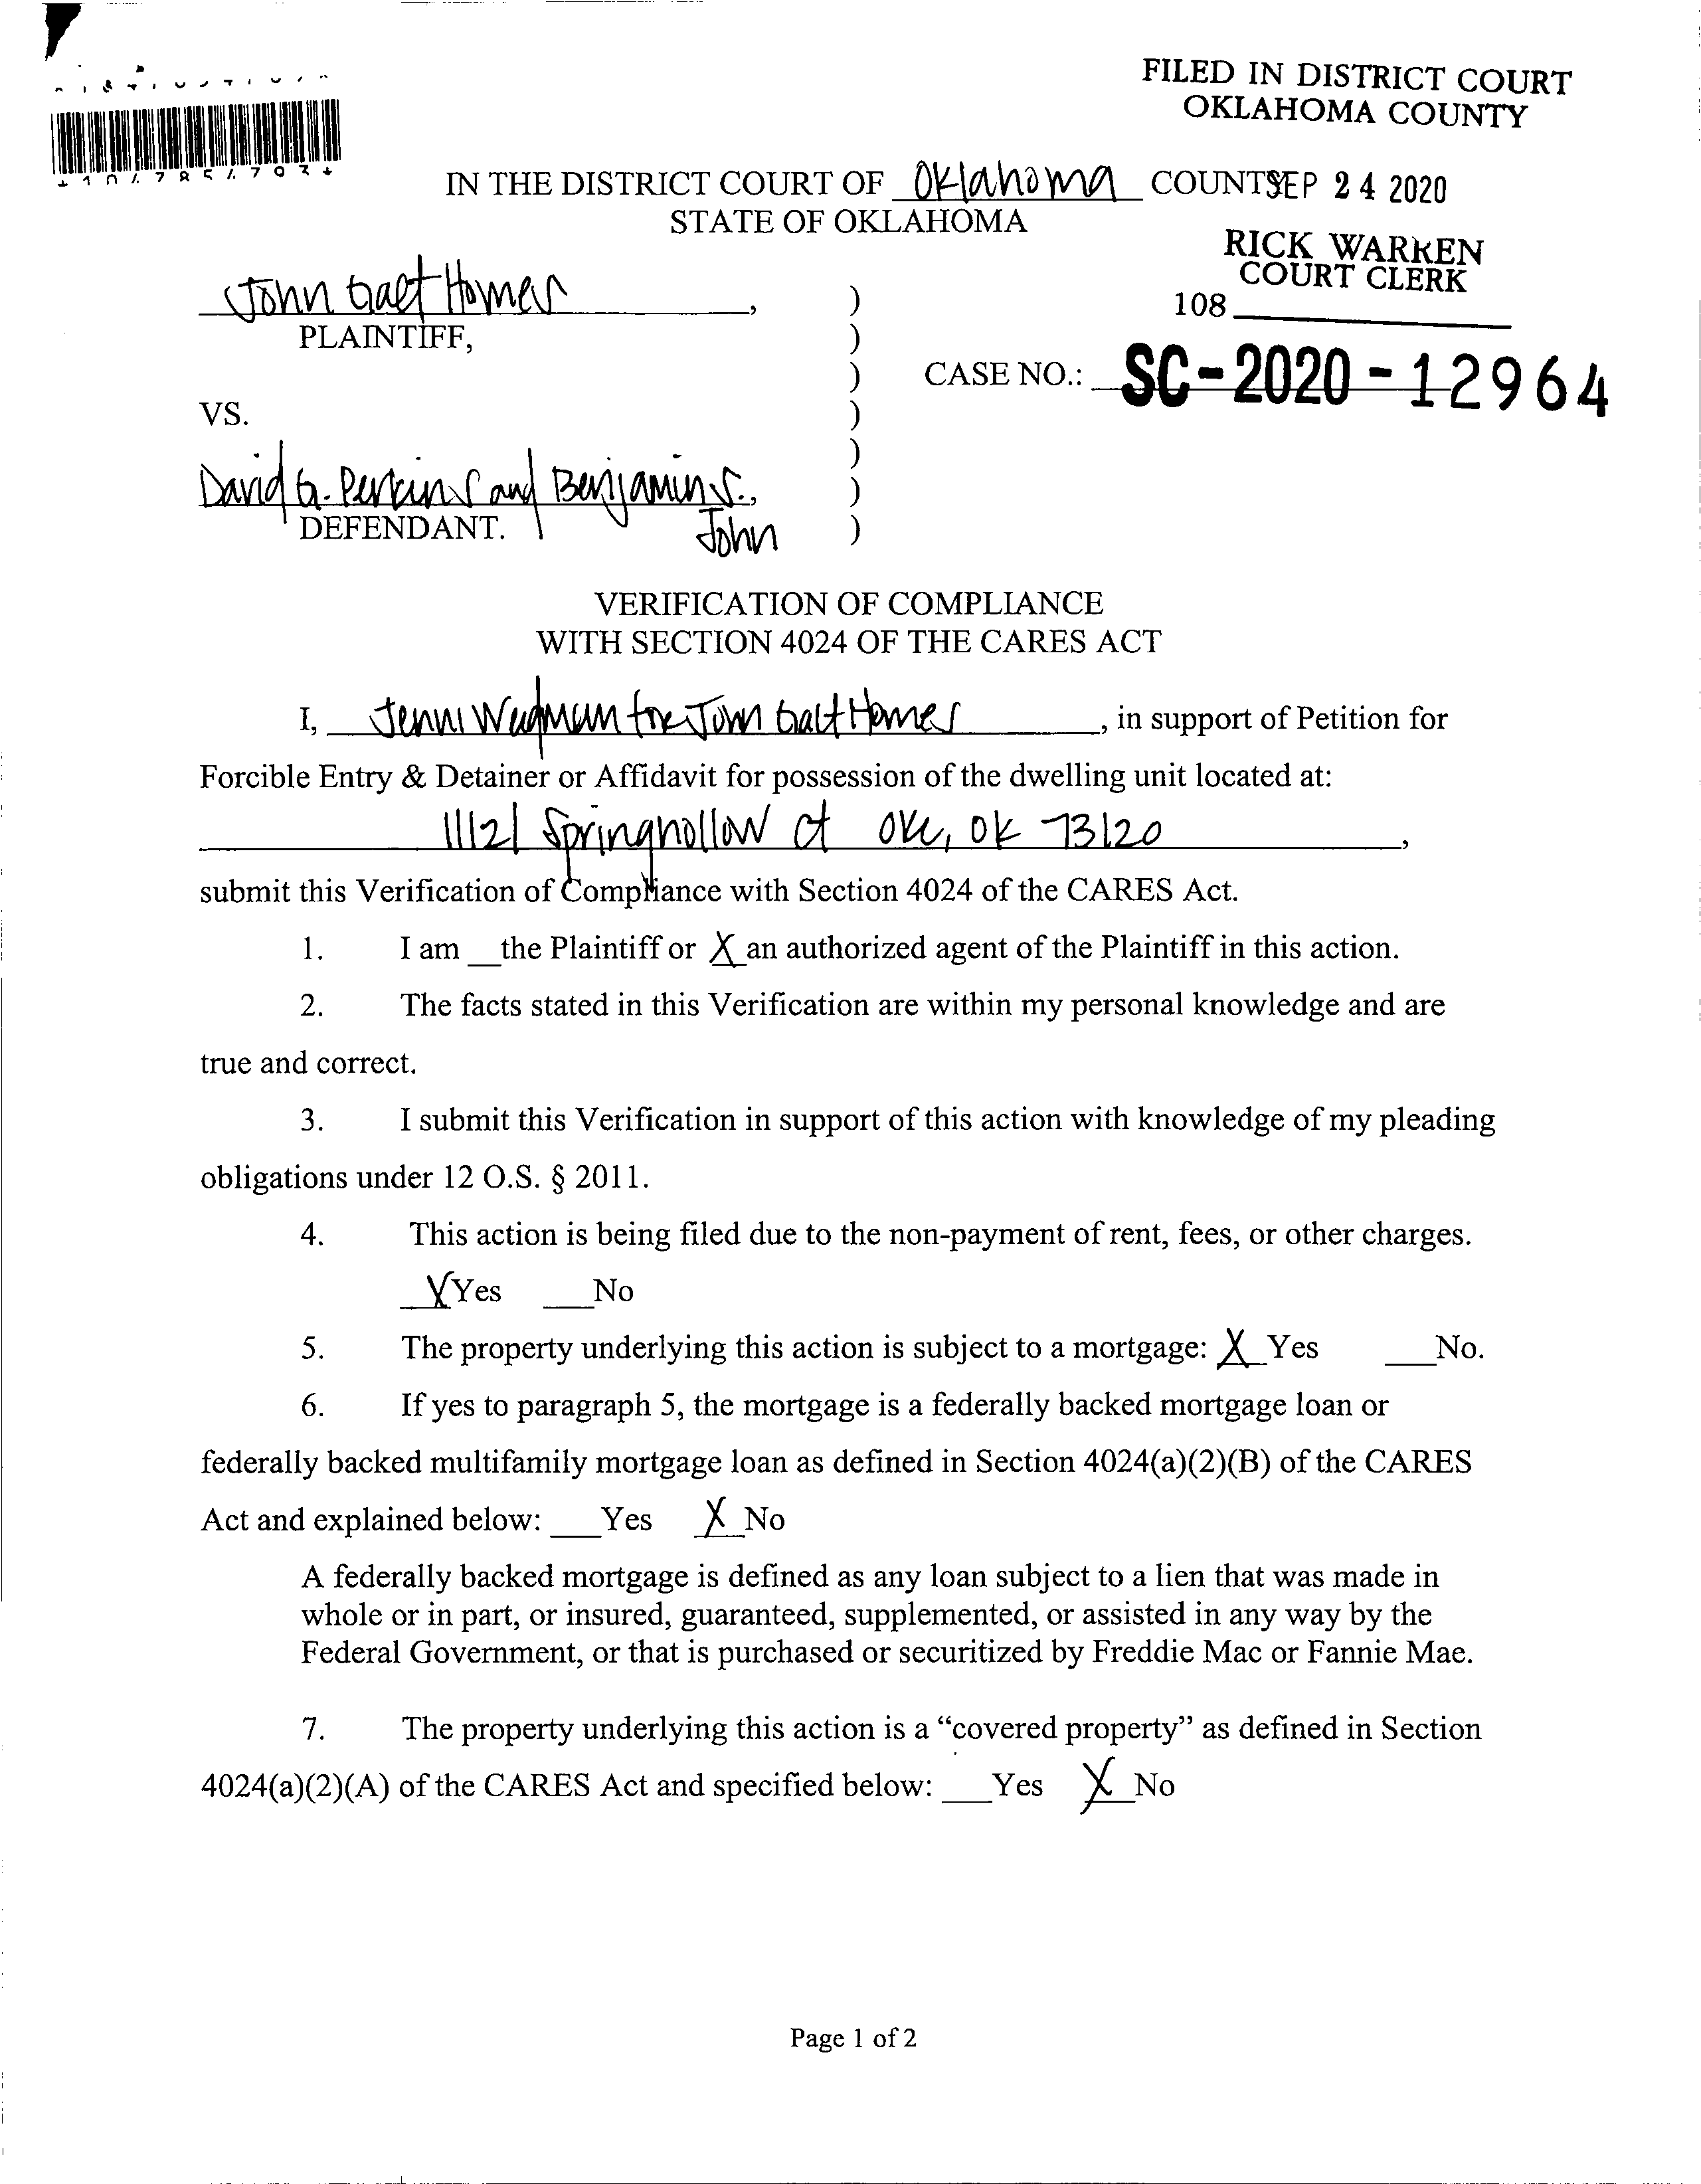 FILED IN DISTRICT COURT
OKLAHOMA COUNTY
IN THE DISTRICT COURT OF Oklahoma COUNT
SEP 24 2020
STATE OF OKLAHOMA
RICK WARREN
COURT CLERK
108
John Galt Homes,
PLAINTIFF,
)
)
)
)
)
)
)
CASE NO.: SC-2020-12964
VS.
David G. Perkins and Benjamin S.,
John
DEFENDANT.
VERIFICATION OF COMPLIANCE
WITH SECTION 4024 OF THE CARES ACT
I, Jenni for John Galt Homes, in support of Petition for
Forcible Entry & Detainer or Affidavit for possession of the dwelling unit located at:
11121 Springhollow Ct OKC, OK 73120,
submit this Verification of Compliance with Section 4024 of the CARES Act.
1. I am __the Plaintiff or X an authorized agent of the Plaintiff in this action.
2. The facts stated in this Verification are within my personal knowledge and are
true and correct.
3. I submit this Verification in support of this action with knowledge of my pleading
obligations under 12 O.S. § 2011.
4. This action is being filed due to the non-payment of rent, fees, or other charges.
X Yes ___No
5. The property underlying this action is subject to a mortgage: X Yes ___No.
6. If yes to paragraph 5, the mortgage is a federally backed mortgage loan or
federally backed multifamily mortgage loan as defined in Section 4024(a)(2)(B) of the CARES
Act and explained below: ___Yes X No
A federally backed mortgage is defined as any loan subject to a lien that was made in
whole or in part, or insured, guaranteed, supplemented, or assisted in any way by the
Federal Government, or that is purchased or securitized by Freddie Mac or Fannie Mae.
7. The property underlying this action is a “covered property” as defined in Section
4024(a)(2)(A) of the CARES Act and specified below: ___Yes X No
Page 1 of 2